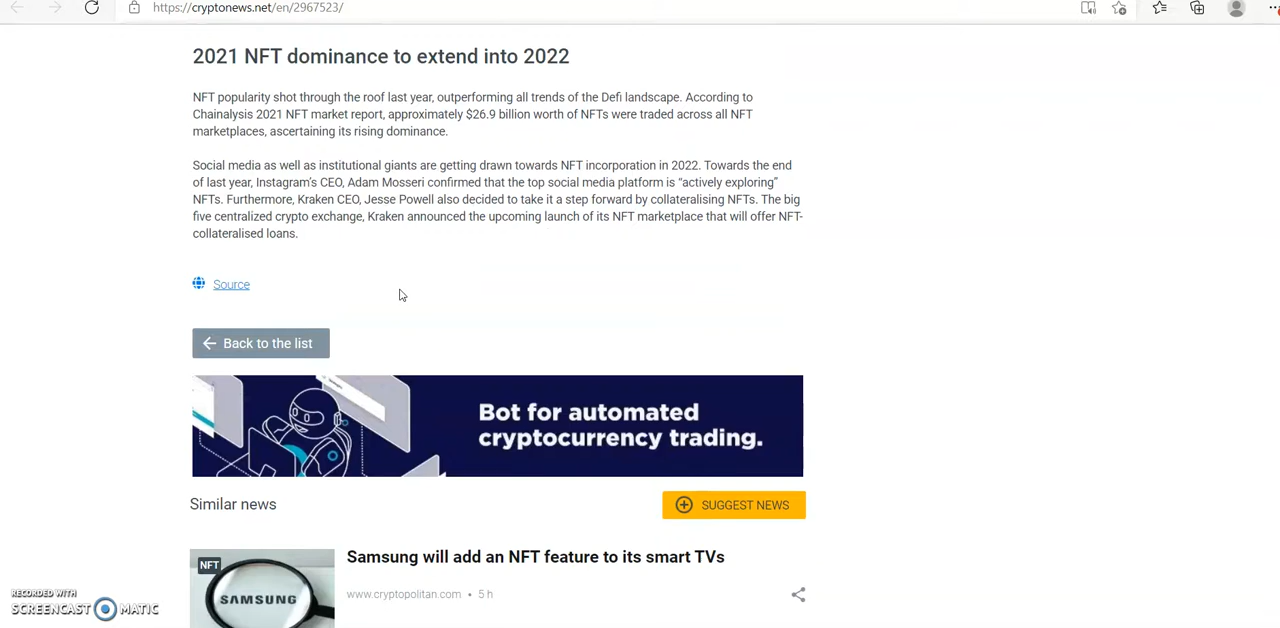 https://cryptonews.net/en/2967523/
2021 NFT dominance to extend into 2022
NFT popularity shot through the roof last year, outperforming all trends of the Defi landscape. According to
Chainalysis 2021 NFT market report, approximately $26.9 billion worth of NFTs were traded across all NFT
marketplaces, ascertaining its rising dominance.
Social media as well as institutional giants are getting drawn towards NFT incorporation in 2022. Towards the end
of last year, Instagram's CEO, Adam Mosseri confirmed that the top social media platform is “actively exploring”
NFTs. Furthermore, Kraken CEO, Jesse Powell also decided to take it a step forward by collateralising NFTs. The big
five centralized crypto exchange, Kraken announced the upcoming launch of its NFT marketplace that will offer NFT-
collateralised loans.
Source
Back to the list
Bot for automated
cryptocurrency trading.
Similar news
SUGGEST NEWS
NFT
SAMSUNG
Samsung will add an NFT feature to its smart TVs
www.cryptopolitan.com • 5 h
RECORDED WITH
SCREENCAST MATIC